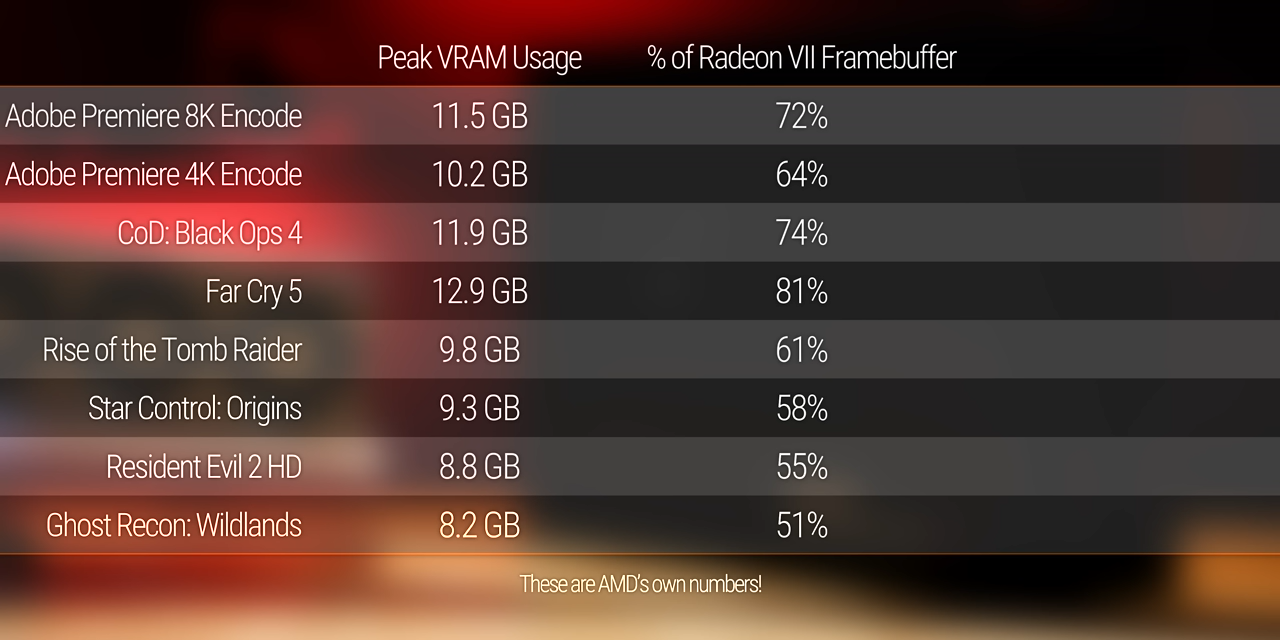 Peak VRAM Usage % of Radeon VII Framebuffer
Adobe Premiere 8K Encode 11.5 GB 72%
Adobe Premiere 4K Encode 10.2 GB 64%
CoD: Black Ops 4 11.9 GB 74%
Far Cry 5 12.9 GB 81%
Rise of the Tomb Raider 9.8 GB 61%
Star Control: Origins 9.3 GB 58%
Resident Evil 2 HD 8.8 GB 55%
Ghost Recon: Wildlands 8.2 GB 51%
These are AMD's own numbers!